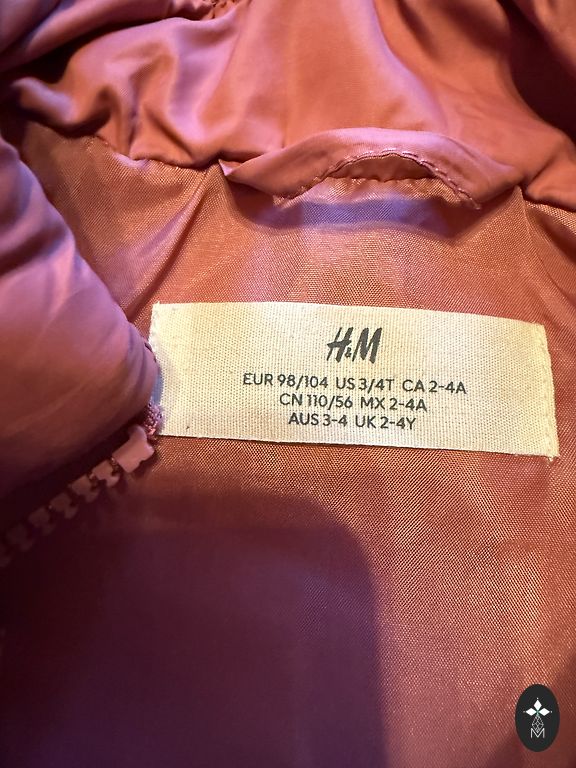 H&M
EUR 98/104 US 3/4T CA 2-4A
CN 110/56 MX 2-4A
AUS 3-4 UK 2-4Y
M